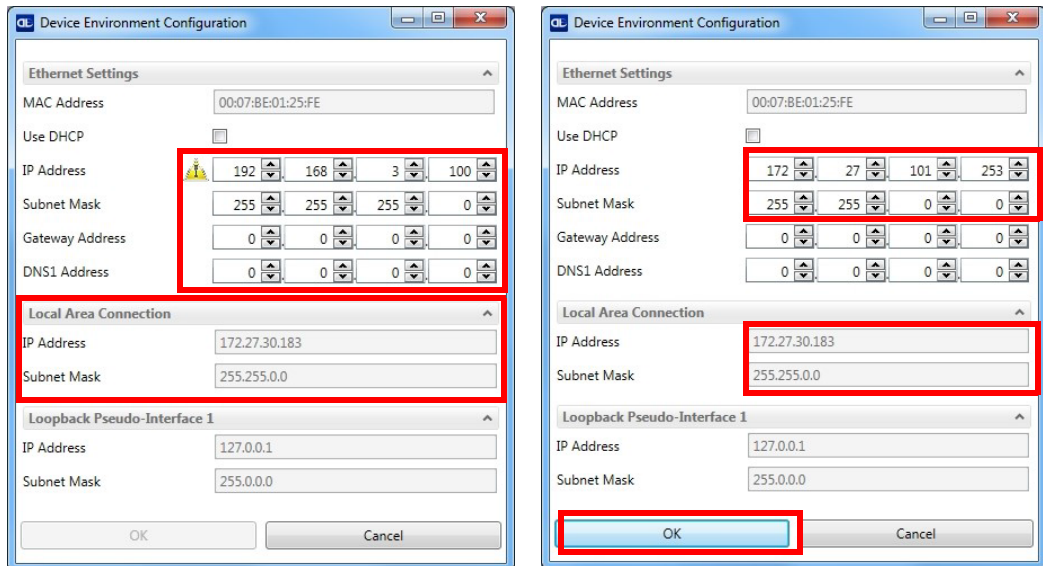 Device Environment Configuration
Ethernet Settings
MAC Address 00:07:BE:01:25:FE
Use DHCP
IP Address 192 . 168 . 3 . 100
Subnet Mask 255 . 255 . 255 . 0
Gateway Address 0 . 0 . 0 . 0
DNS1 Address 0 . 0 . 0 . 0
Local Area Connection
IP Address 172.27.30.183
Subnet Mask 255.255.0.0
Loopback Pseudo-Interface 1
IP Address 127.0.0.1
Subnet Mask 255.0.0.0
OK Cancel
Device Environment Configuration
Ethernet Settings
MAC Address 00:07:BE:01:25:FE
Use DHCP
IP Address 172 . 27 . 101 . 253
Subnet Mask 255 . 255 . 0 . 0
Gateway Address 0 . 0 . 0 . 0
DNS1 Address 0 . 0 . 0 . 0
Local Area Connection
IP Address 172.27.30.183
Subnet Mask 255.255.0.0
Loopback Pseudo-Interface 1
IP Address 127.0.0.1
Subnet Mask 255.0.0.0
OK Cancel